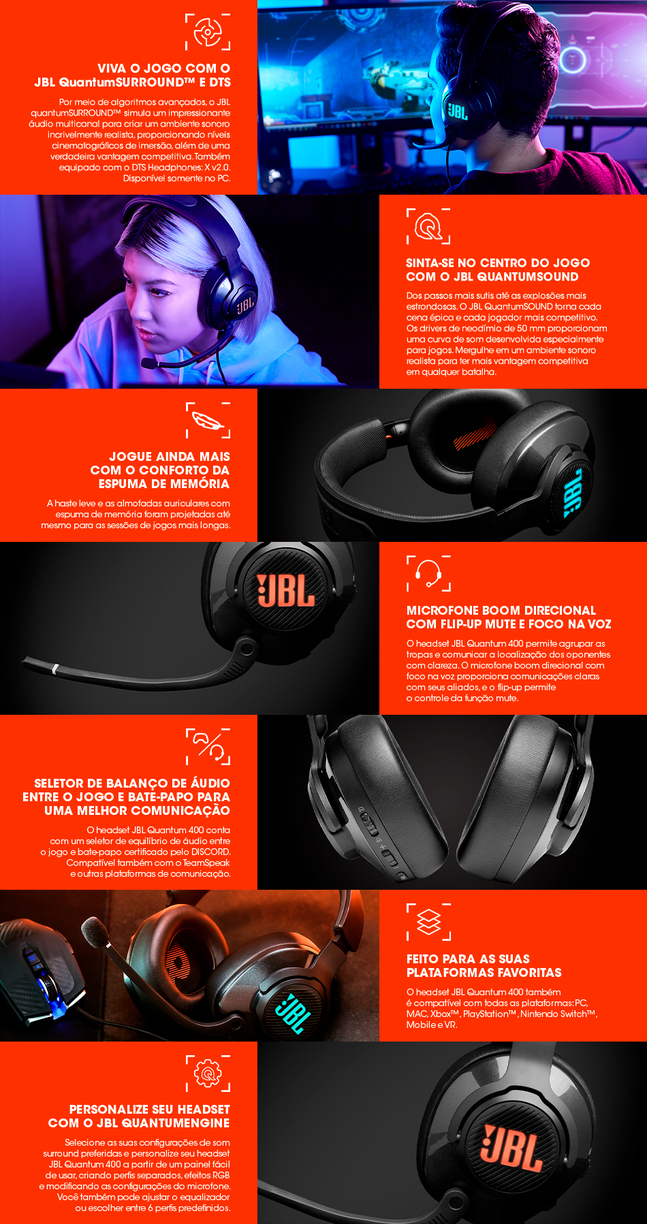 VIVA O JOGO COM O
JBL QuantumSURROUND™ E DTS
Por meio de algoritmos avançados, o JBL
quantumSURROUND™ simula um impressionante
áudio multicanal para criar um ambiente sonoro
incrivelmente realista, proporcionando níveis
cinematográficos de imersão, além de uma
verdadeira vantagem competitiva.Também
equipado com o DTS Headphones: X v2.0.
Disponível somente no PC.
JBL
JBL
SINTA-SE NO CENTRO DO JOGO
COM O JBL QUANTUMSOUND
Dos passos mais sutis até as explosões mais
estrondosas. O JBL QuantumSOUND torna cada
cena épica e cada jogador mais competitivo.
Os drivers de neodímio de 50 mm proporcionam
uma curva de som desenvolvida especialmente
para jogos. Mergulhe em um ambiente sonoro
realista para ter mais vantagem competitiva
em qualquer batalha.
JOGUE AINDA MAIS
COM O CONFORTO DA
ESPUMA DE MEMÓRIA
A haste leve e as almofadas auriculares com
espuma de memória foram projetadas até
mesmo para as sessões de jogos mais longas.
JBL
JBL
MICROFONE BOOM DIRECIONAL
COM FLIP-UP MUTE E FOCO NA VOZ
O headset JBL Quantum 400 permite agrupar as
tropas e comunicar a localização dos oponentes
com clareza. O microfone boom direcional com
foco na voz proporciona comunicações claras
com seus aliados, e o flip-up permite
o controle da função mute.
SELETOR DE BALANÇO DE ÁUDIO
ENTRE O JOGO E BATE-PAPO PARA
UMA MELHOR COMUNICAÇÃO
O headset JBL Quantum 400 conta
com um seletor de equilíbrio de áudio entre
o jogo e bate-papo certificado pelo DISCORD.
Compatível também com o TeamSpeak
e outras plataformas de comunicação.
JBL
FEITO PARA AS SUAS
PLATAFORMAS FAVORITAS
O headset JBL Quantum 400 também
é compatível com todas as plataformas: PC,
MAC, Xbox™, PlayStation™, Nintendo Switch™,
Mobile e VR.
PERSONALIZE SEU HEADSET
COM O JBL QUANTUMENGINE
Selecione as suas configurações de som
surround preferidas e personalize seu headset
JBL Quantum 400 a partir de um painel fácil
de usar, criando perfis separados, efeitos RGB
e modificando as configurações do microfone.
Você também pode ajustar o equalizador
ou escolher entre 6 perfis predefinidos.
JBL